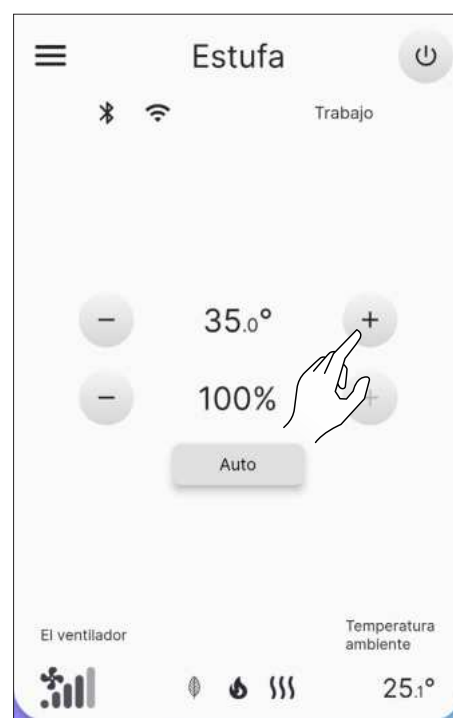 Estufa
Trabajo
− 35.0° +
− 100% +
Auto
El ventilador
Temperatura
ambiente
25.1°